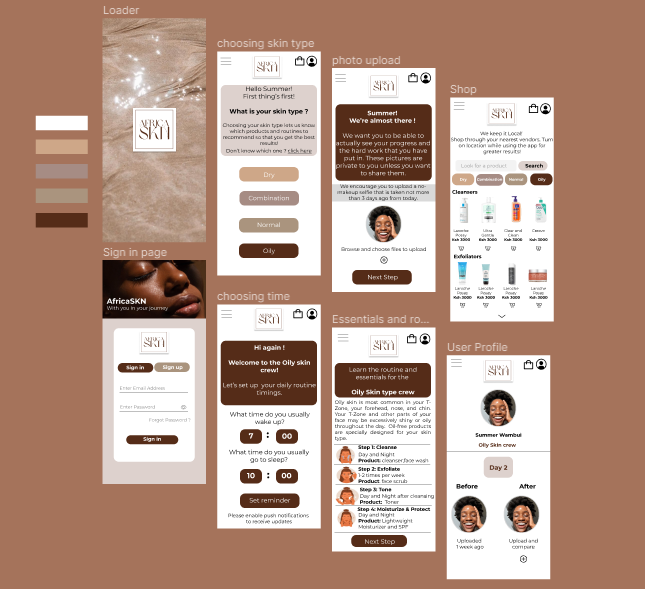 Loader
AFRICA
SKN
Sign in page
AfricaSKN
With you in your journey
AFRICA
SKN
Sign in
Sign up
Enter Email Address
Enter Password
Forgot Password ?
Sign in
choosing skin type
AFRICA
SKN
Hello Summer!
First thing's first!
What is your skin type ?
Choosing your skin type lets us know
which products and routines to
recommend so that you get the best
results!
Don't know which one ? click here
Dry
Combination
Normal
Oily
choosing time
AFRICA
SKN
Hi again !
Welcome to the Oily skin
crew!
Let's set up your daily routine
timings.
What time do you usually
wake up?
7 : 00
What time do you usually
go to sleep?
10 : 00
Set reminder
Please enable push notifications
to receive updates
photo upload
AFRICA
SKN
Summer!
We're almost there !
We want you to be able to
actually see your progress and
the hard work that you have
put in. These pictures are
private to you unless you want
to share them.
We encourage you to upload a no-
makeup selfie that is taken not more
than 3 days ago from today.
Browse and choose files to upload
Next Step
Essentials and ro...
AFRICA
SKN
Learn the routine and
essentials for the
Oily Skin type crew
Oily skin is most common in your T-
Zone, your forehead, nose, and chin.
Your T-Zone and other parts of your
face may be excessively shiny or oily
throughout the day. Oil-free products
are specially designed for your skin
type.
Step 1: Cleanse
Day and Night
Product: cleanser,face wash
Step 2: Exfoliate
1-2 times per week
Product: face scrub
Step 3: Tone
Day and Night after cleansing
Product: Toner
Step 4: Moisturize & Protect
Day and Night
Product: Lightweight
Moisturizer and SPF
Next Step
Shop
AFRICA
SKN
We keep it Local!
Shop through your nearest vendors. Turn
on location while using the app for
greater results!
Look for a product
Search
Dry
Combination
Normal
Oily
Cleansers
Laroche Posay
Ksh 3000
Ultra Gentle
Ksh 3000
Clean and Clear
Ksh 3000
Cerave
Ksh 3000
Exfoliators
Laroche Posay
Ksh 3000
Laroche Posay
Ksh 3000
Laroche Posay
Ksh 3000
Laroche Posay
Ksh 3000
User Profile
AFRICA
SKN
Summer Wambui
Oily Skin crew
Day 2
Before
After
Uploaded
1 week ago
Upload and
compare